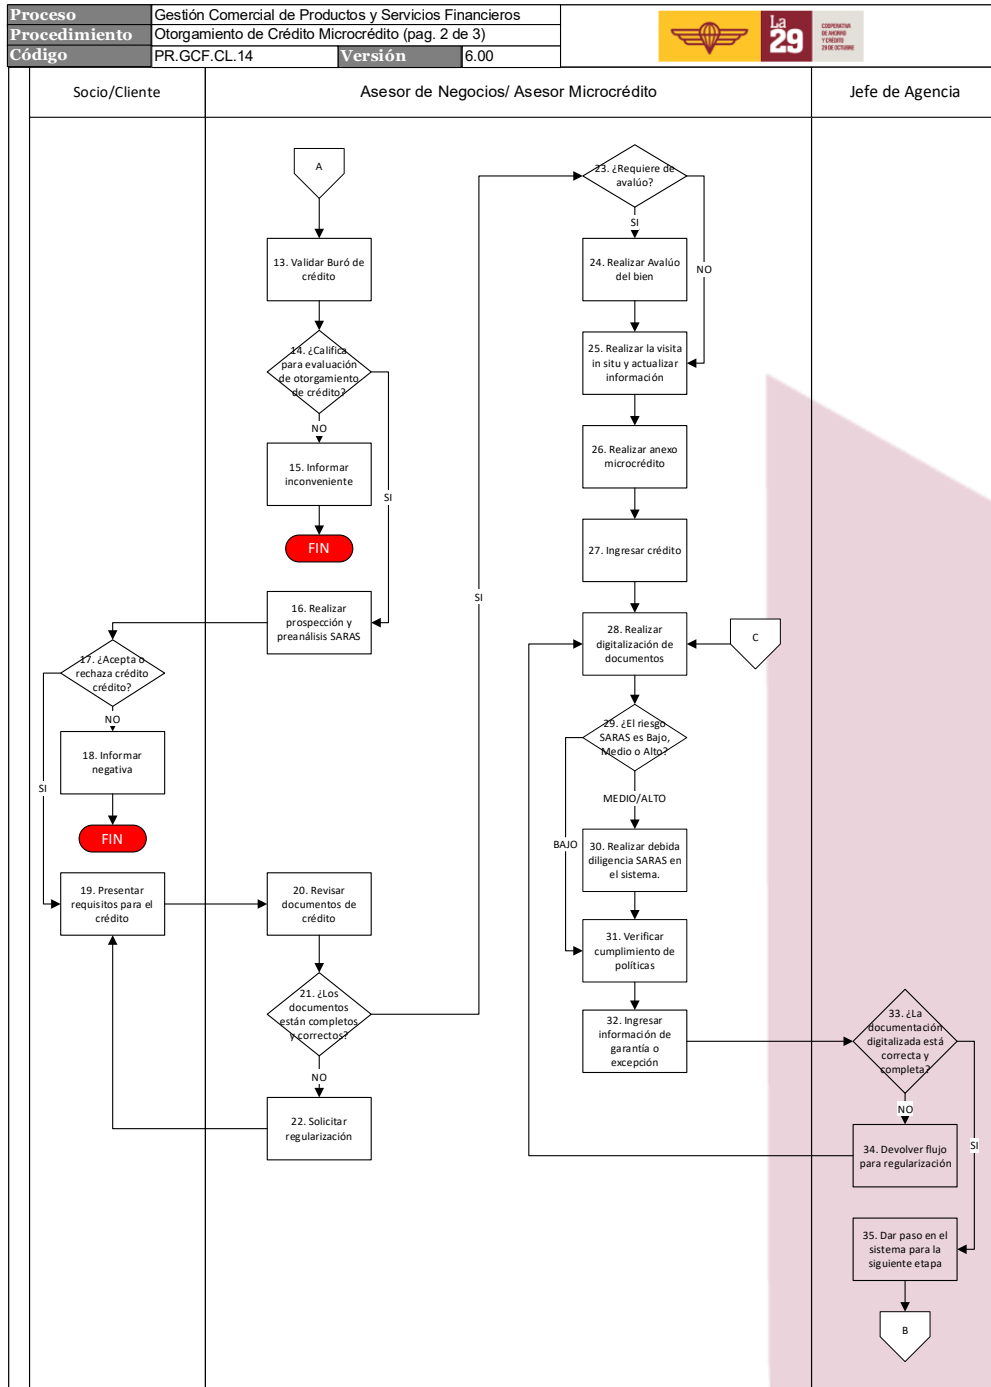 Proceso Gestión Comercial de Productos y Servicios Financieros
Procedimiento Otorgamiento de Crédito Microcrédito (pag. 2 de 3)
Código PR.GCF.CL.14 Versión 6.00
La
29
COOPERATIVA
DE AHORRO
Y CRÉDITO
29 DE OCTUBRE
Socio/Cliente
Asesor de Negocios/ Asesor Microcrédito
Jefe de Agencia
A
13. Validar Buró de
crédito
14. ¿Califica
para evaluación
de otorgamiento
de crédito?
NO
SI
15. Informar
inconveniente
FIN
16. Realizar
prospección y
preanálisis SARAS
17. ¿Acepta o
rechaza crédito
crédito?
NO
SI
18. Informar
negativa
FIN
19. Presentar
requisitos para el
crédito
20. Revisar
documentos de
crédito
21. ¿Los
documentos
están completos
y correctos?
NO
SI
22. Solicitar
regularización
23. ¿Requiere de
avalúo?
SI
NO
24. Realizar Avalúo
del bien
25. Realizar la visita
in situ y actualizar
información
26. Realizar anexo
microcrédito
27. Ingresar crédito
28. Realizar
digitalización de
documentos
C
29. ¿El riesgo
SARAS es Bajo,
Medio o Alto?
MEDIO/ALTO
BAJO
30. Realizar debida
diligencia SARAS en
el sistema.
31. Verificar
cumplimiento de
políticas
32. Ingresar
información de
garantía o
excepción
33. ¿La
documentación
digitalizada está
correcta y
completa?
NO
SI
34. Devolver flujo
para regularización
35. Dar paso en el
sistema para la
siguiente etapa
B